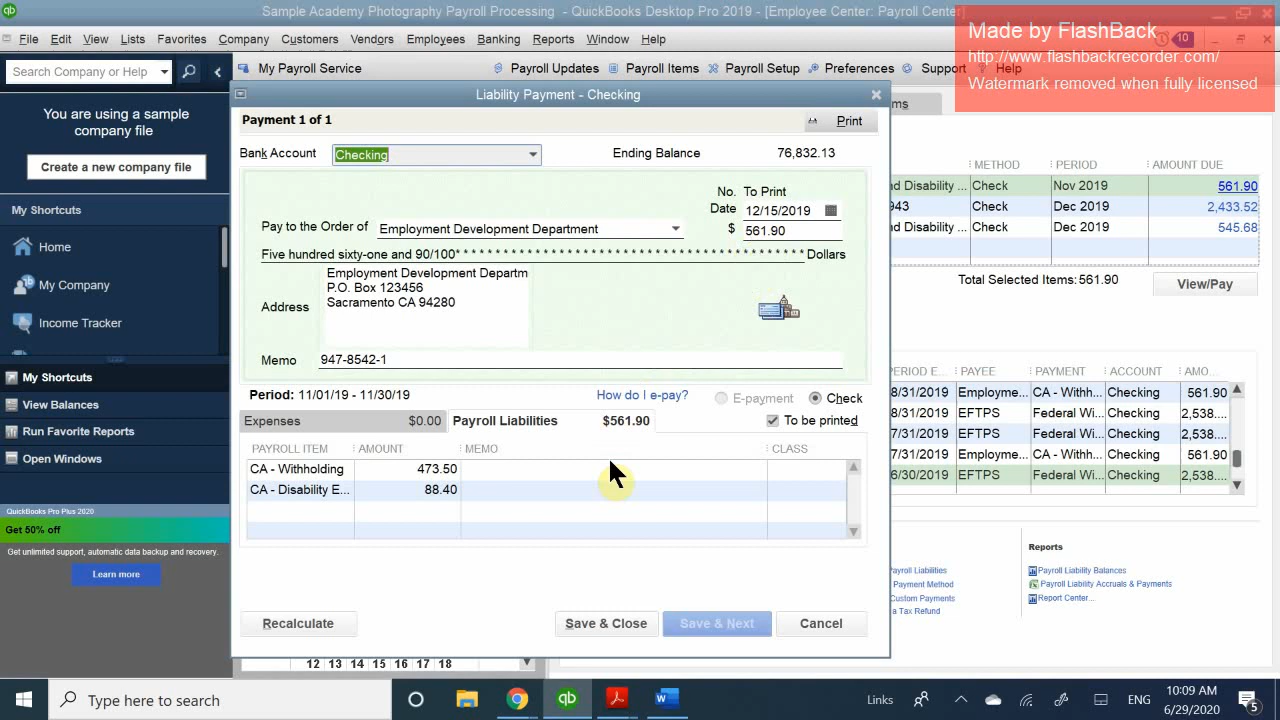 Sample Academy Photography Payroll Processing - QuickBooks Desktop Pro 2019 - [Employee Center: Payroll Center]
Made by FlashBack
http://www.flashbackrecorder.com/
Watermark removed when fully licensed
File Edit View Lists Favorites Company Customers Vendors Employees Banking Reports Window Help
10
Search Company or Help
My Payroll Service Payroll Updates Payroll Items Payroll Setup Preferences Support Help
You are using a sample
company file
Create a new company file
My Shortcuts
Home
My Company
Income Tracker
My Shortcuts
View Balances
Run Favorite Reports
Open Windows
QuickBooks Pro Plus 2020
Get 50% off
Get unlimited support, automatic data backup and recovery.
Learn more
Liability Payment - Checking
Payment 1 of 1
Print
Bank Account Checking Ending Balance 76,832.13
No. To Print
Date 12/15/2019
Pay to the Order of Employment Development Department $ 561.90
Five hundred sixty-one and 90/100* * * * * * * * * * * * * * * * * * * * * * * * * * * * * * * * * * * * * * * * * * Dollars
Employment Development Departm
P.O. Box 123456
Address
Sacramento CA 94280
Memo 947-8542-1
Period: 11/01/19 - 11/30/19 How do I e-pay? E-payment Check
Expenses $0.00 Payroll Liabilities $561.90 To be printed
PAYROLL ITEM AMOUNT MEMO CLASS
CA - Withholding 473.50
CA - Disability E... 88.40
Recalculate Save & Close Save & Next Cancel
12 13 14 15 16 17 18
ms
METHOD PERIOD AMOUNT DUE
nd Disability ... Check Nov 2019 561.90
943 Check Dec 2019 2,433.52
nd Disability ... Check Dec 2019 545.68
Total Selected Items: 561.90 View/Pay
PERIOD E... PAYEE PAYMENT ACCOUNT AMO...
8/31/2019 Employme... CA - Withh... Checking 561.90
8/31/2019 EFTPS Federal Wi... Checking 2,538....
7/31/2019 EFTPS Federal Wi... Checking 2,538....
7/31/2019 Employme... CA - Withh... Checking 561.90
6/30/2019 EFTPS Federal Wi... Checking 2,538....
Reports
Payroll Liabilities
Payment Method
Custom Payments
a Tax Refund
Payroll Liability Balances
Payroll Liability Accruals & Payments
Report Center...
Type here to search
Links ENG 10:09 AM
6/29/2020
5